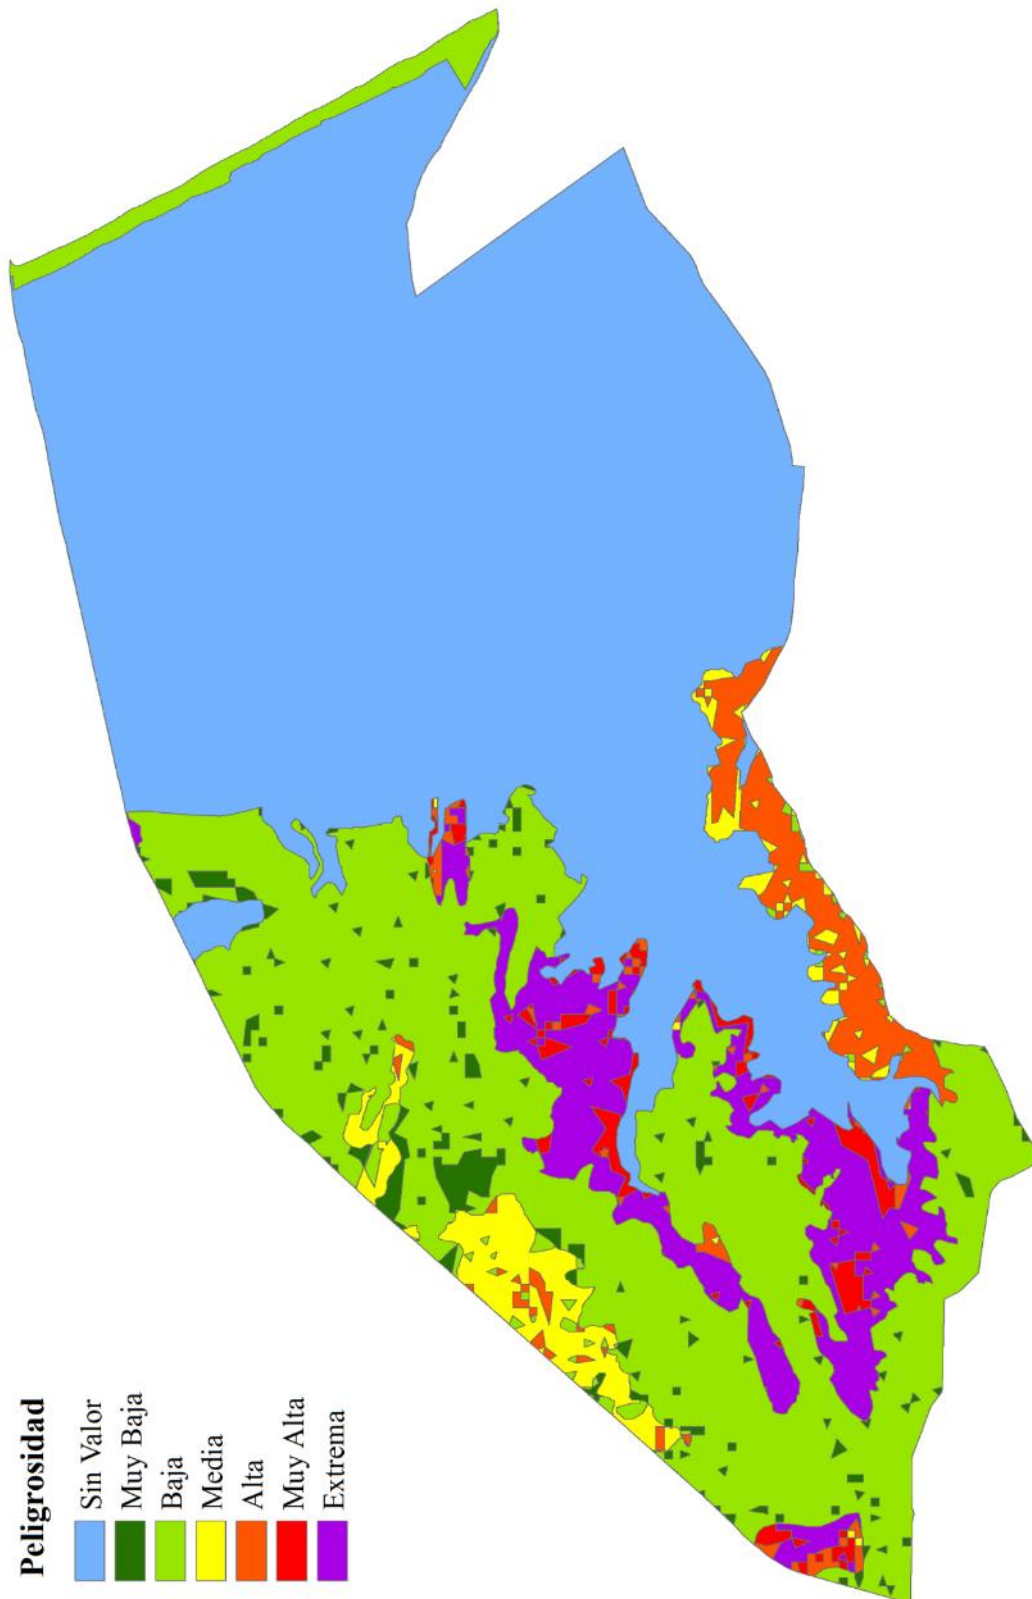 Peligrosidad
Sin Valor
Muy Baja
Baja
Media
Alta
Muy Alta
Extrema